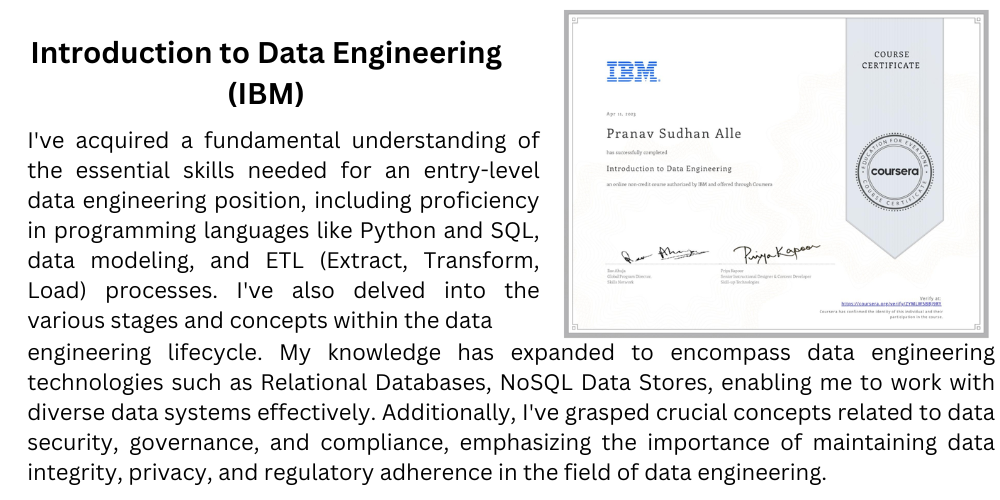 Introduction to Data Engineering
(IBM)
I've acquired a fundamental understanding of
the essential skills needed for an entry-level
data engineering position, including proficiency
in programming languages like Python and SQL,
data modeling, and ETL (Extract, Transform,
Load) processes. I've also delved into the
various stages and concepts within the data
engineering lifecycle. My knowledge has expanded to encompass data engineering
technologies such as Relational Databases, NoSQL Data Stores, enabling me to work with
diverse data systems effectively. Additionally, I've grasped crucial concepts related to data
security, governance, and compliance, emphasizing the importance of maintaining data
integrity, privacy, and regulatory adherence in the field of data engineering.
IBM
Apr 11, 2023
Pranav Sudhan Alle
has successfully completed
Introduction to Data Engineering
an online non-credit course authorized by IBM and offered through Coursera
COURSE
CERTIFICATE
EDUCATION FOR EVERYONE
coursera
COURSE CERTIFICATE
Rav Ahuja
Global Program Director
Skills Network
Priya Kapoor
Priya Kapoor
Senior Instructional Designer & Content Developer
Skill-up Technologies
Verify at:
Coursera has confirmed the identity of this individual and their
participation in the course.